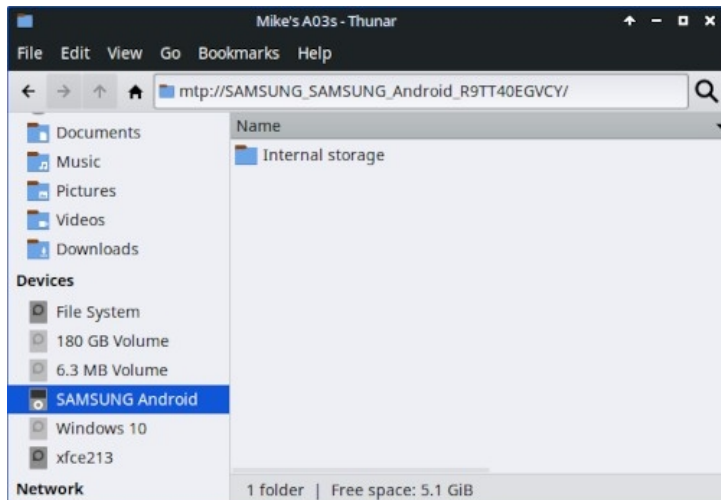 Mike's A03s - Thunar
File Edit View Go Bookmarks Help
mtp://SAMSUNG_SAMSUNG_Android_R9TT40EGVCY/
Documents
Music
Pictures
Videos
Downloads
Devices
File System
180 GB Volume
6.3 MB Volume
SAMSUNG Android
Windows 10
xfce213
Network
Name
Internal storage
1 folder | Free space: 5.1 GiB